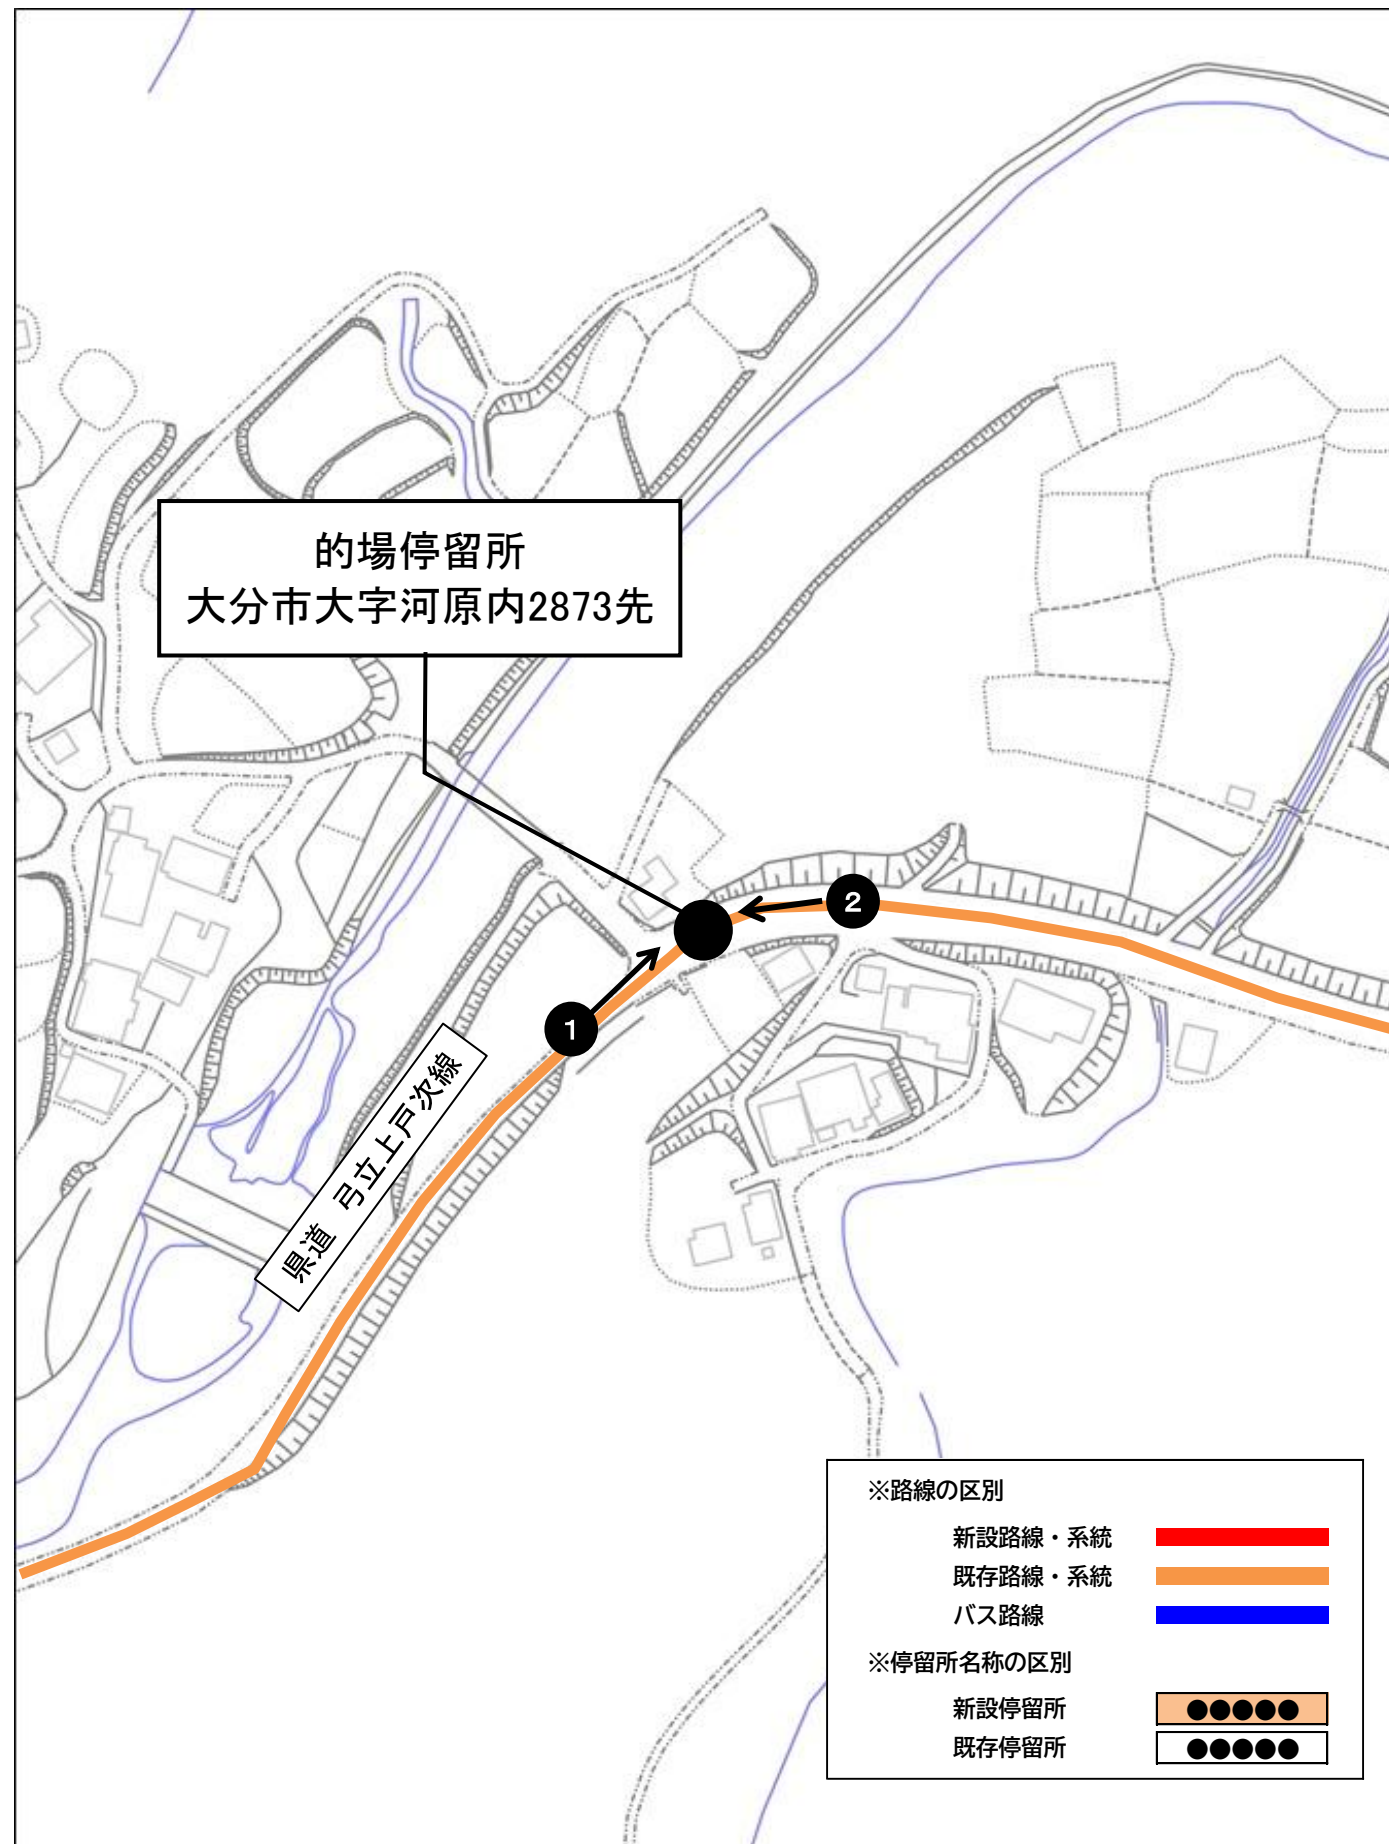 的場停留所
大分市大字河原内2873先
2
1
県道 弓立上戸次線
※路線の区別
新設路線・系統
既存路線・系統
バス路線
※停留所名称の区別
新設停留所 ●●●●●
既存停留所 ●●●●●